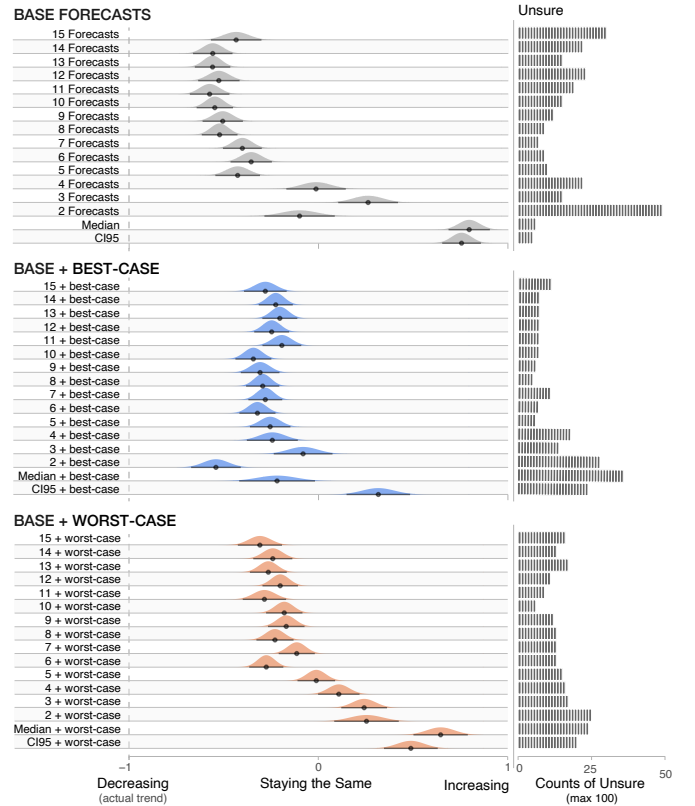 BASE FORECASTS
Unsure
15 Forecasts
14 Forecasts
13 Forecasts
12 Forecasts
11 Forecasts
10 Forecasts
9 Forecasts
8 Forecasts
7 Forecasts
6 Forecasts
5 Forecasts
4 Forecasts
3 Forecasts
2 Forecasts
Median
CI95
BASE + BEST-CASE
15 + best-case
14 + best-case
13 + best-case
12 + best-case
11 + best-case
10 + best-case
9 + best-case
8 + best-case
7 + best-case
6 + best-case
5 + best-case
4 + best-case
3 + best-case
2 + best-case
Median + best-case
CI95 + best-case
BASE + WORST-CASE
15 + worst-case
14 + worst-case
13 + worst-case
12 + worst-case
11 + worst-case
10 + worst-case
9 + worst-case
8 + worst-case
7 + worst-case
6 + worst-case
5 + worst-case
4 + worst-case
3 + worst-case
2 + worst-case
Median + worst-case
CI95 + worst-case
−1 0 1 0 25 50
Decreasing Staying the Same Increasing Counts of Unsure
(actual trend) (max 100)